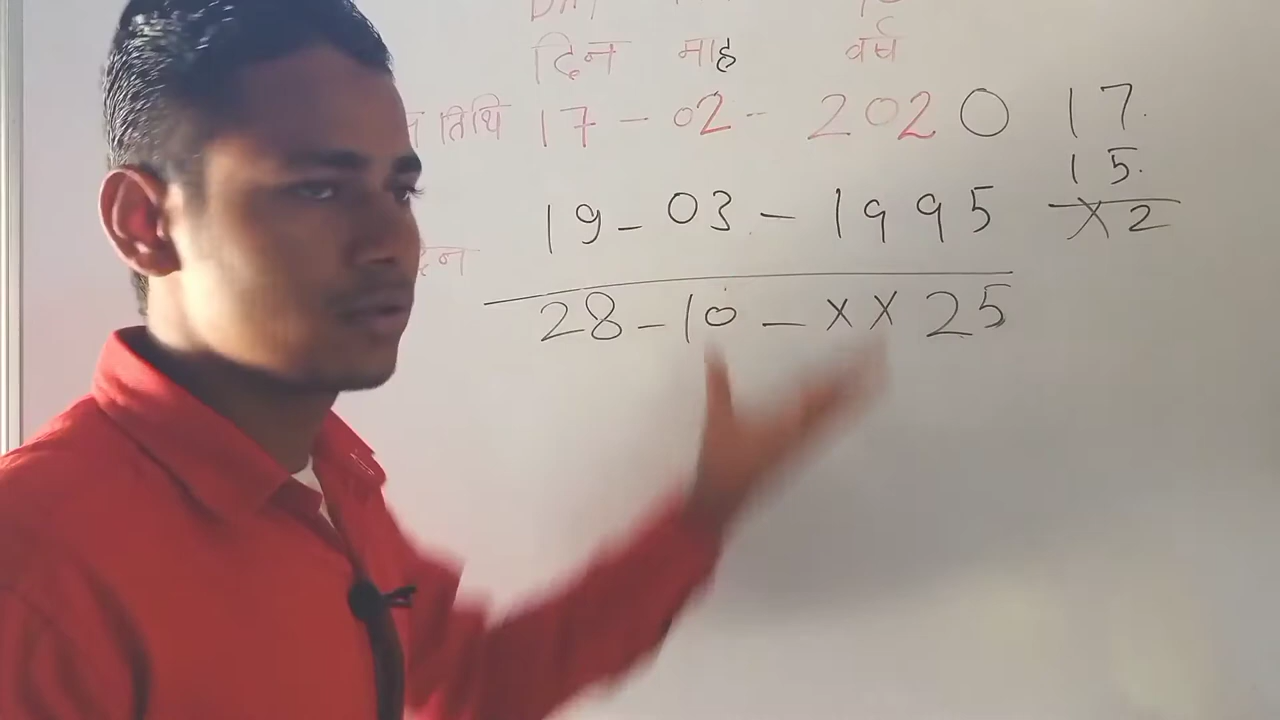 दिन माह वर्ष
तिथि 17 - 02 - 2020 17.
15.
19 - 03 - 1995 X2
28 - 10 - XX25